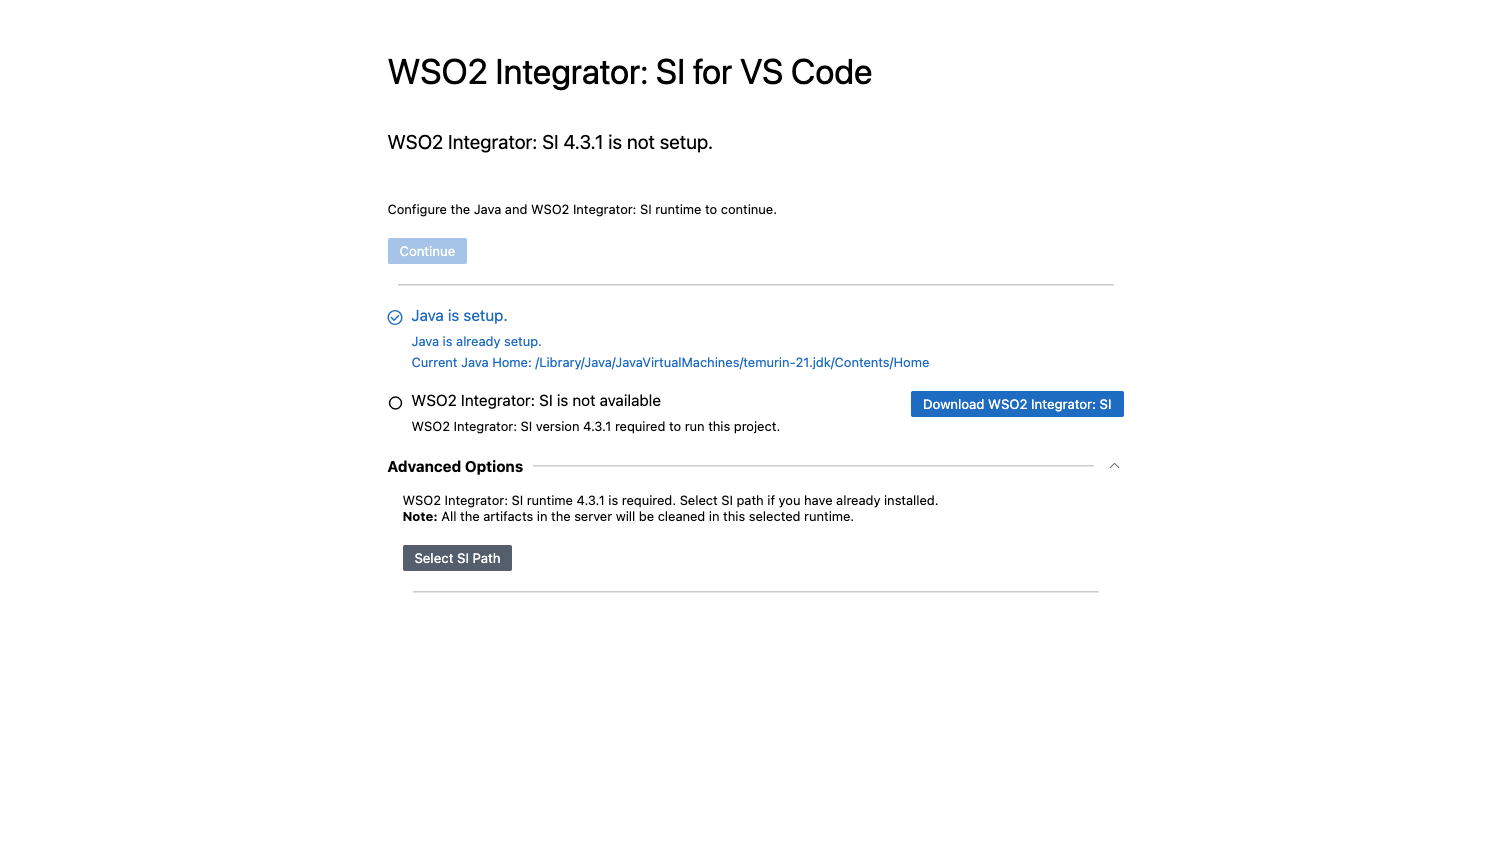 WSO2 Integrator: SI for VS Code
WSO2 Integrator: SI 4.3.1 is not setup.
Configure the Java and WSO2 Integrator: SI runtime to continue.
Continue
Java is setup.
Java is already setup.
Current Java Home: /Library/Java/JavaVirtualMachines/temurin-21.jdk/Contents/Home
WSO2 Integrator: SI is not available
Download WSO2 Integrator: SI
WSO2 Integrator: SI version 4.3.1 required to run this project.
Advanced Options
WSO2 Integrator: SI runtime 4.3.1 is required. Select SI path if you have already installed.
Note: All the artifacts in the server will be cleaned in this selected runtime.
Select SI Path